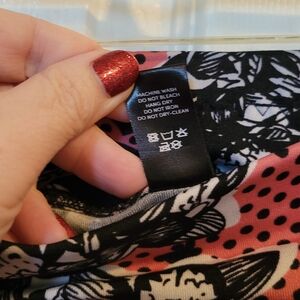 MACHINE WASH
DO NOT BLEACH
HANG DRY
DO NOT IRON
DO NOT DRY-CLEAN